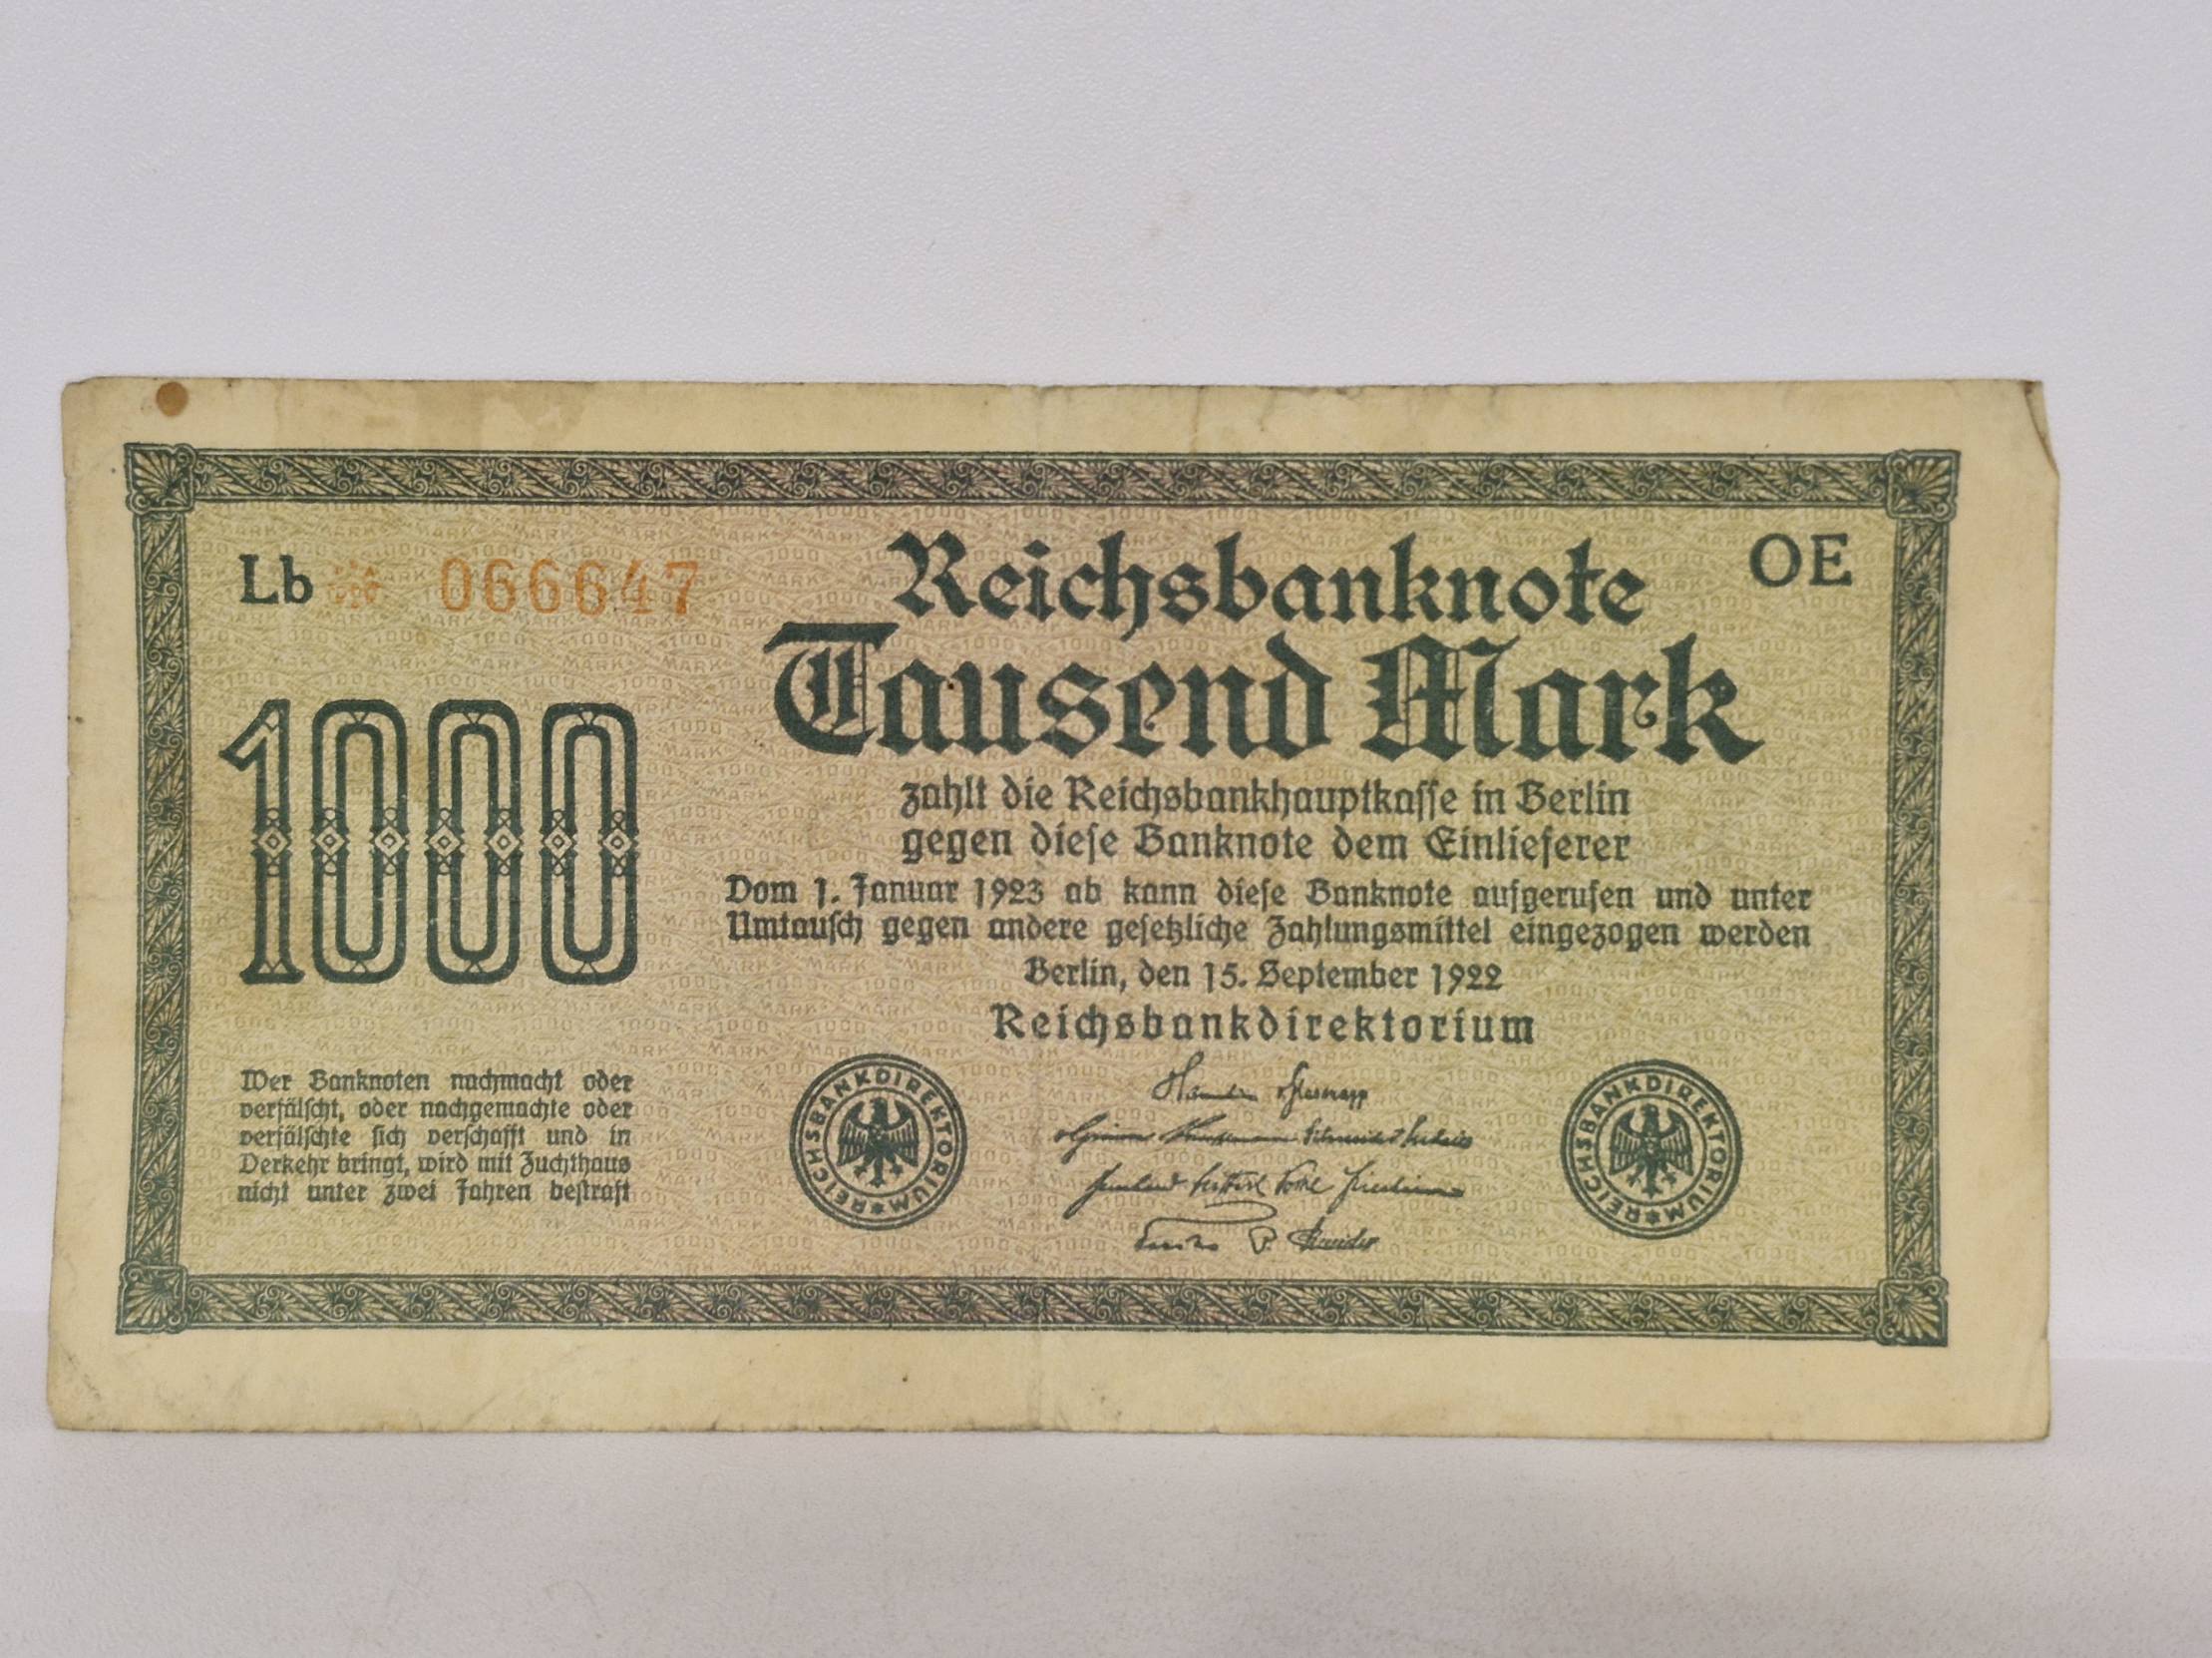 Lb * 066647
OE
Reichsbanknote
Tausend Mark
1000
zahlt die Reichsbankhauptkasse in Berlin
gegen diese Banknote dem Einlieferer
Vom 1. Januar 1923 ab kann diese Banknote aufgerufen und unter
Umtausch gegen andere gesetzliche Zahlungsmittel eingezogen werden
Berlin, den 15. September 1922
Reichsbankdirektorium
Wer Banknoten nachmacht oder
verfälscht, oder nachgemachte oder
verfälschte sich verschafft und in
Verkehr bringt, wird mit Zuchthaus
nicht unter zwei Jahren bestraft
REICHSBANKDIREKTORIUM*
REICHSBANKDIREKTORIUM*